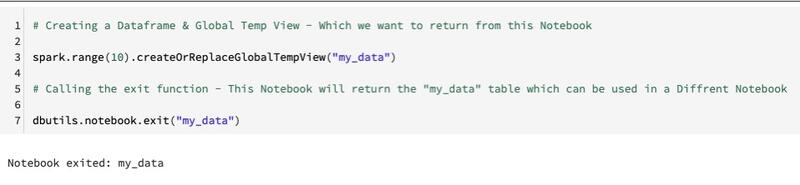 1 # Creating a Dataframe & Global Temp View - Which we want to return from this Notebook
2
3 spark.range(10).createOrReplaceGlobalTempView("my_data")
4
5 # Calling the exit function - This Notebook will return the "my_data" table which can be used in a Diffrent Notebook
6
7 dbutils.notebook.exit("my_data")
Notebook exited: my_data